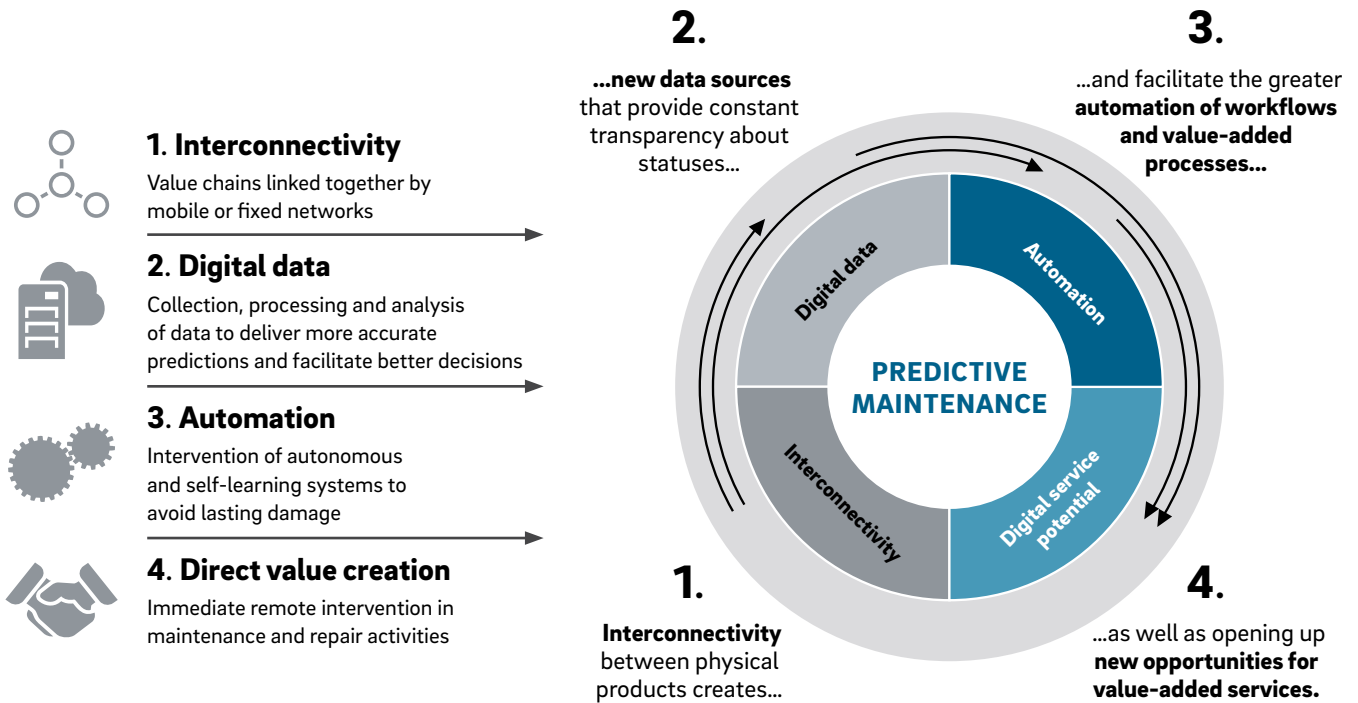 1. Interconnectivity
Value chains linked together by
mobile or fixed networks
2. Digital data
Collection, processing and analysis
of data to deliver more accurate
predictions and facilitate better decisions
3. Automation
Intervention of autonomous
and self-learning systems to
avoid lasting damage
4. Direct value creation
Immediate remote intervention in
maintenance and repair activities
2.
...new data sources
that provide constant
transparency about
statuses...
3.
...and facilitate the greater
automation of workflows
and value-added
processes...
Digital data
Automation
PREDICTIVE
MAINTENANCE
Interconnectivity
Digital service
potential
1.
Interconnectivity
between physical
products creates...
4.
...as well as opening up
new opportunities for
value-added services.